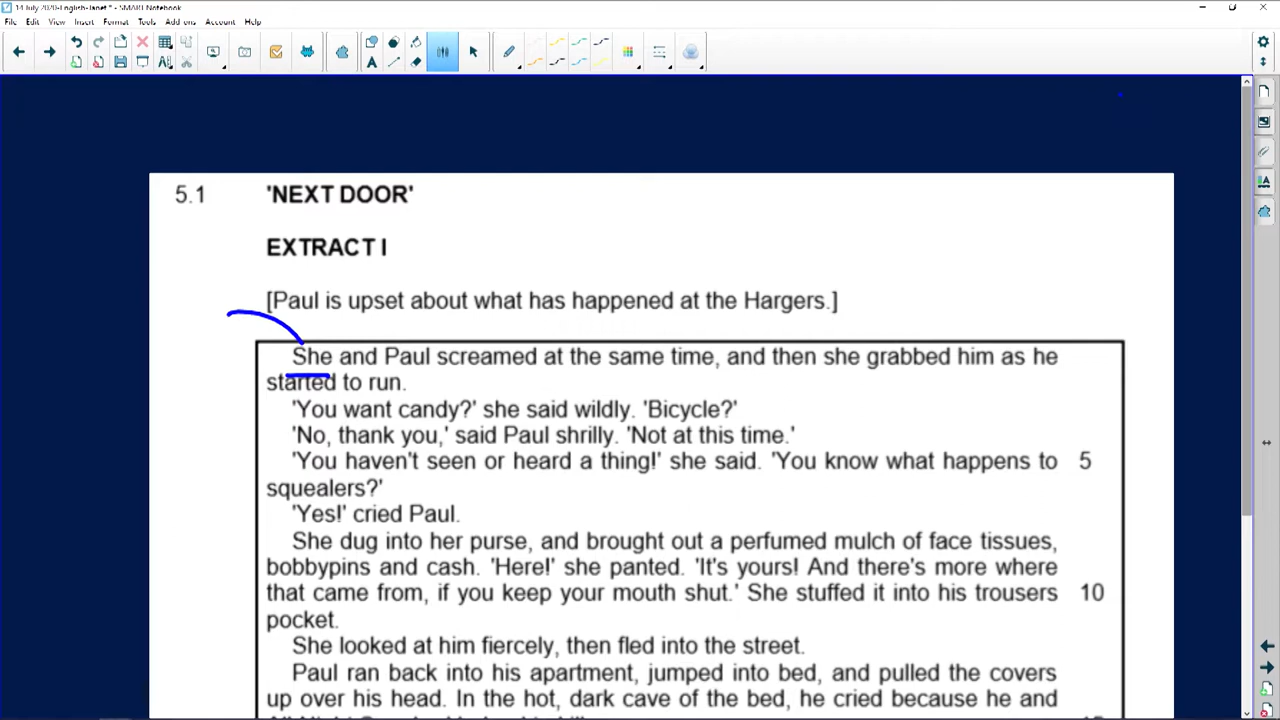 14 July 2020-English-Janet * - SMART Notebook
File Edit View Insert Format Tools Add-ons Account Help
5.1 'NEXT DOOR'
EXTRACT I
[Paul is upset about what has happened at the Hargers.]
She and Paul screamed at the same time, and then she grabbed him as he
started to run.
'You want candy?' she said wildly. 'Bicycle?'
'No, thank you,' said Paul shrilly. 'Not at this time.'
'You haven't seen or heard a thing!' she said. 'You know what happens to 5
squealers?'
'Yes!' cried Paul.
She dug into her purse, and brought out a perfumed mulch of face tissues,
bobbypins and cash. 'Here!' she panted. 'It's yours! And there's more where
that came from, if you keep your mouth shut.' She stuffed it into his trousers 10
pocket.
She looked at him fiercely, then fled into the street.
Paul ran back into his apartment, jumped into bed, and pulled the covers
up over his head. In the hot, dark cave of the bed, he cried because he and